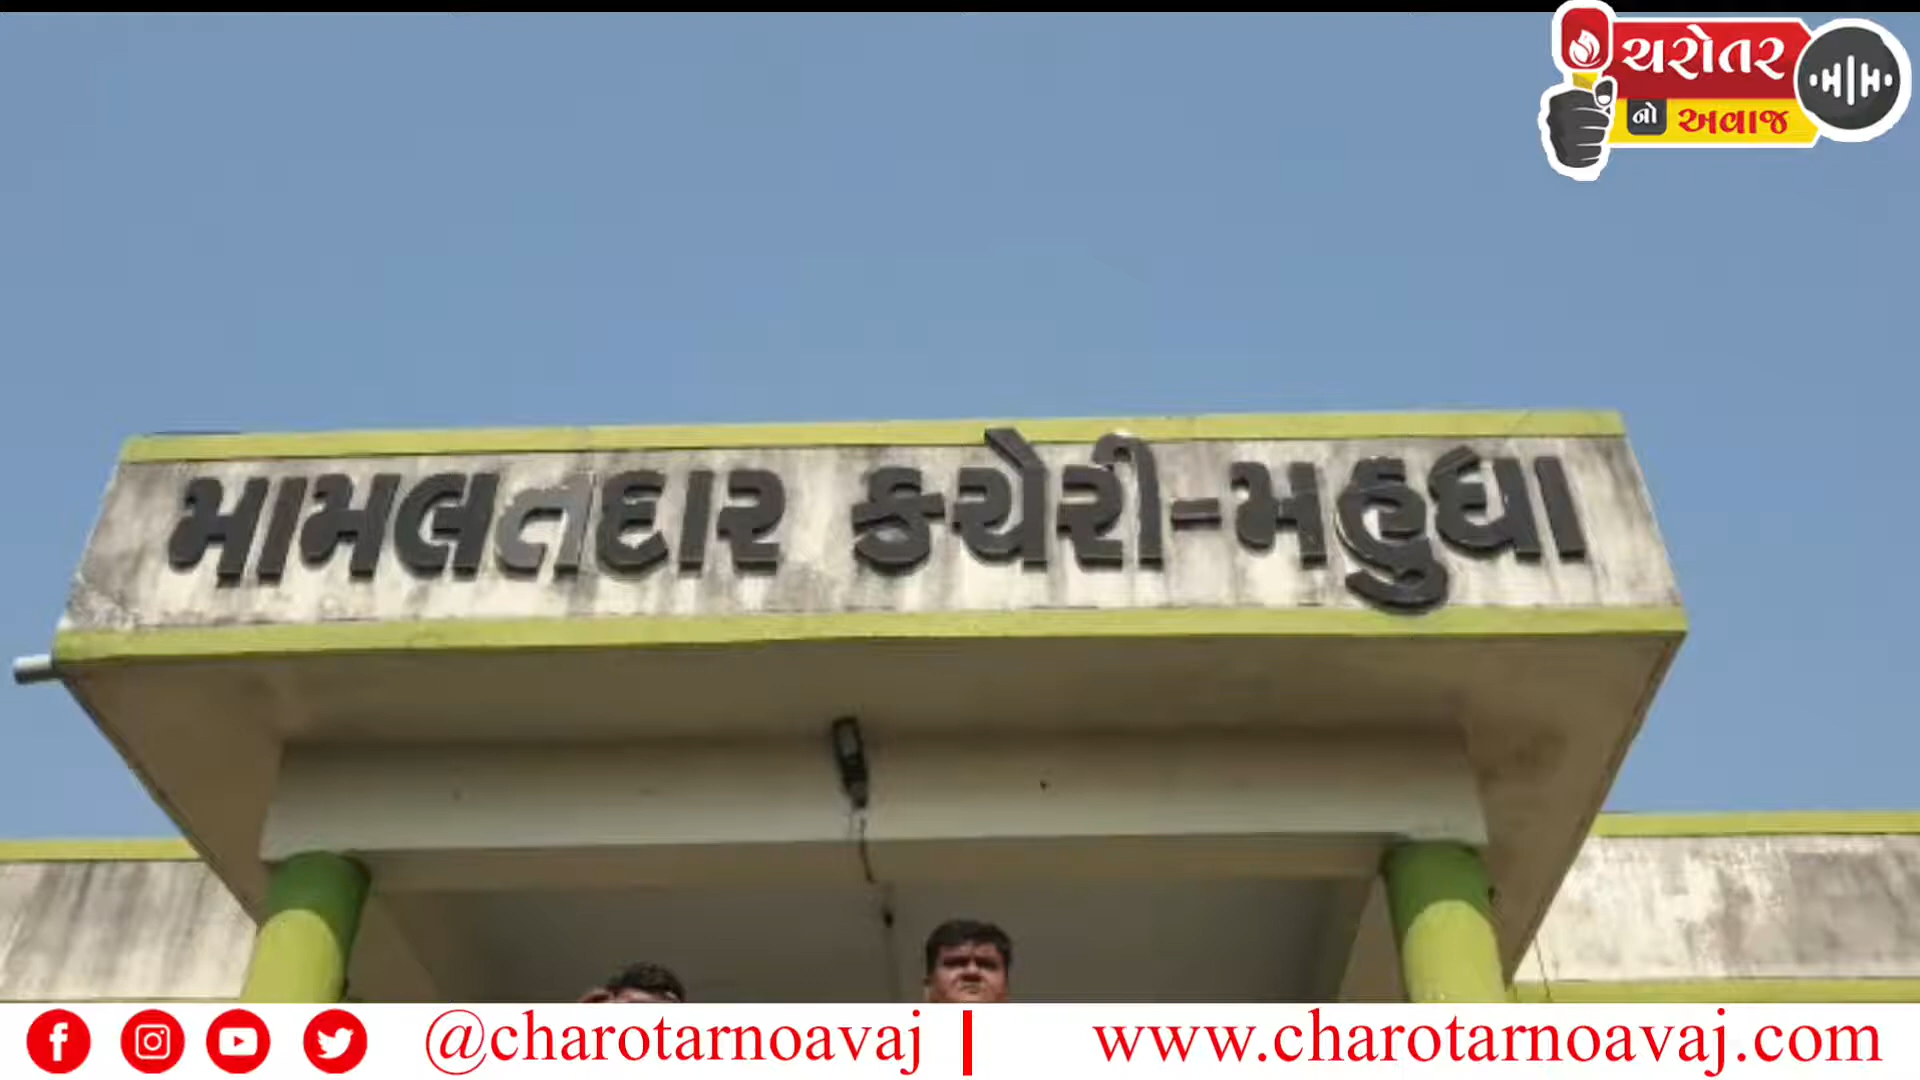 ચરોતર
નો અવાજ
મામલતદાર કચેરી-મહુધા
@charotarnoavaj | www.charotarnoavaj.com